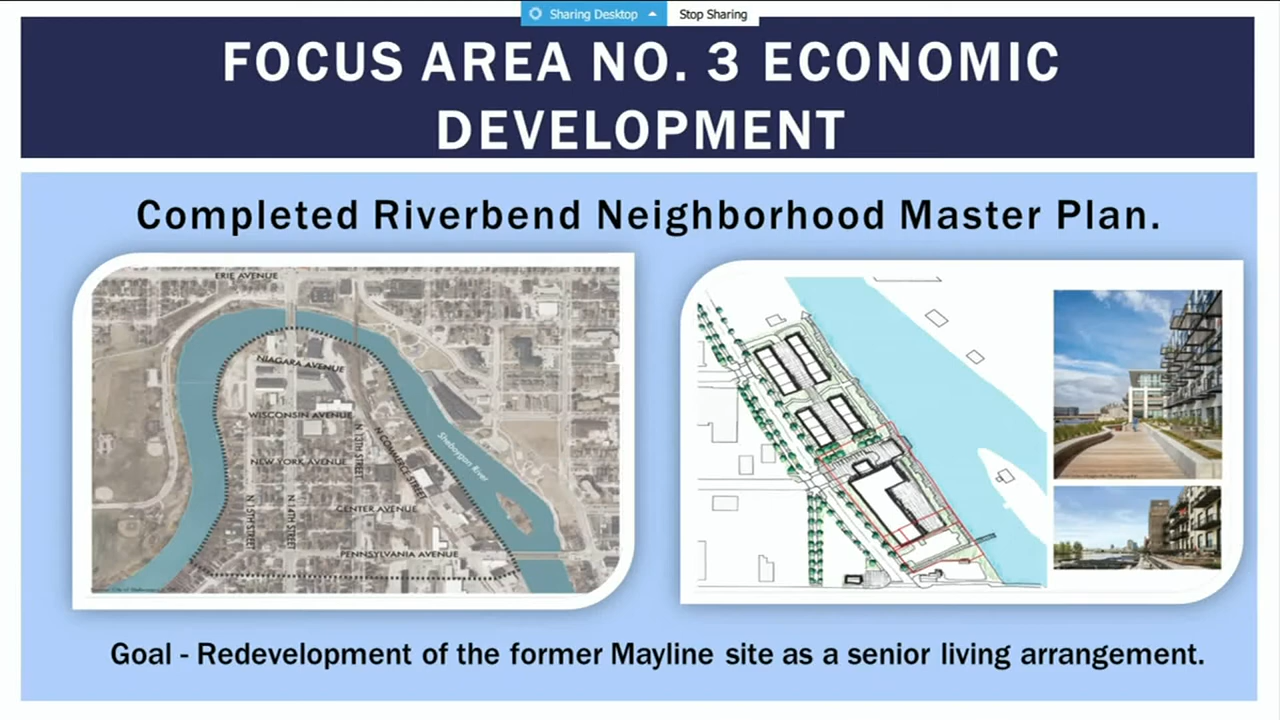 Sharing Desktop Stop Sharing
FOCUS AREA NO. 3 ECONOMIC
DEVELOPMENT
Completed Riverbend Neighborhood Master Plan.
ERIE AVENUE
NIAGARA AVENUE
WISCONSIN AVENUE
N 13TH STREET
N COMMERCE STREET
Sheboygan River
NEW YORK AVENUE
N 15TH STREET
N 14TH STREET
CENTER AVENUE
PENNSYLVANIA AVENUE
Goal - Redevelopment of the former Mayline site as a senior living arrangement.